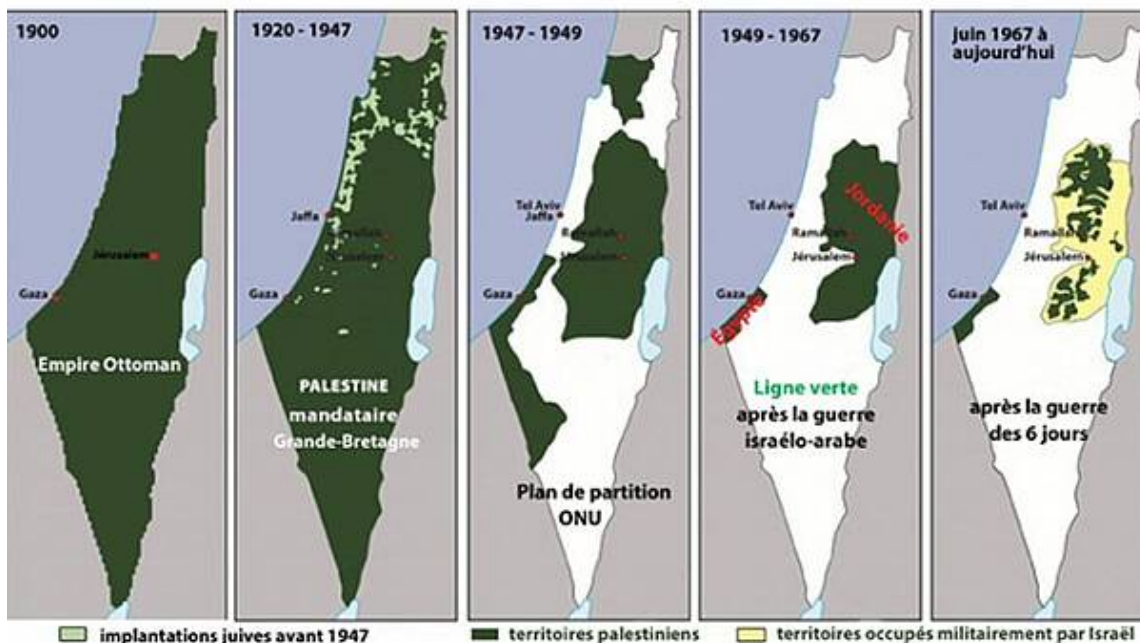 1900
Jérusalem
Gaza
Empire Ottoman
1920 - 1947
Jaffa
Jérusalem
Gaza
PALESTINE
mandataire
Grande-Bretagne
1947 - 1949
Tel Aviv
Jaffa
Ramallah
Jérusalem
Gaza
Plan de partition
ONU
1949 - 1967
Jordanie
Tel Aviv
Ramallah
Jérusalem
Gaza
Égypte
Ligne verte
après la guerre
israélo-arabe
juin 1967 à
aujourd'hui
Tel Aviv
Ramallah
Jérusalem
Gaza
après la guerre
des 6 jours
implantations juives avant 1947
territoires palestiniens
territoires occupés militairement par Israël